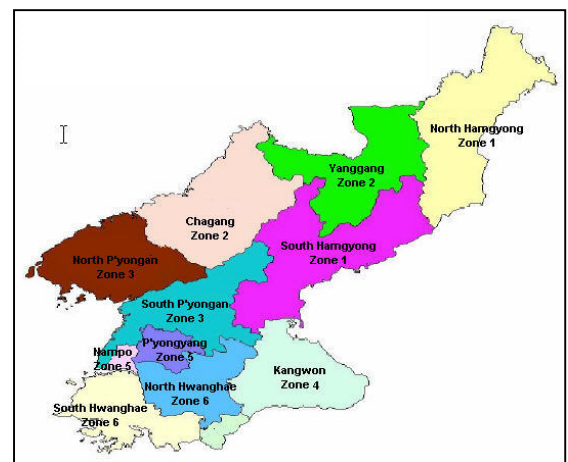 North Hamgyong
Zone 1
Yanggang
Zone 2
Chagang
Zone 2
South Hamgyong
Zone 1
North P'yongan
Zone 3
South P'yongan
Zone 3
P'yongyang
Zone 5
Nampo
Zone 5
Kangwon
Zone 4
North Hwanghae
Zone 6
South Hwanghae
Zone 6